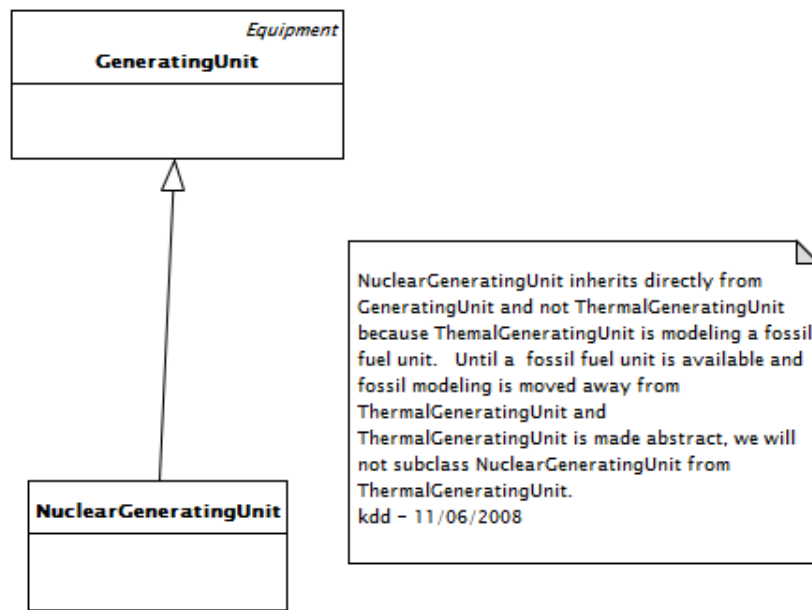 Equipment
GeneratingUnit
NuclearGeneratingUnit inherits directly from
GeneratingUnit and not ThermalGeneratingUnit
because ThemalGeneratingUnit is modeling a fossil
fuel unit.   Until a  fossil fuel unit is available and
fossil modeling is moved away from
ThermalGeneratingUnit and
ThermalGeneratingUnit is made abstract, we will
not subclass NuclearGeneratingUnit from
ThermalGeneratingUnit.
kdd - 11/06/2008
NuclearGeneratingUnit